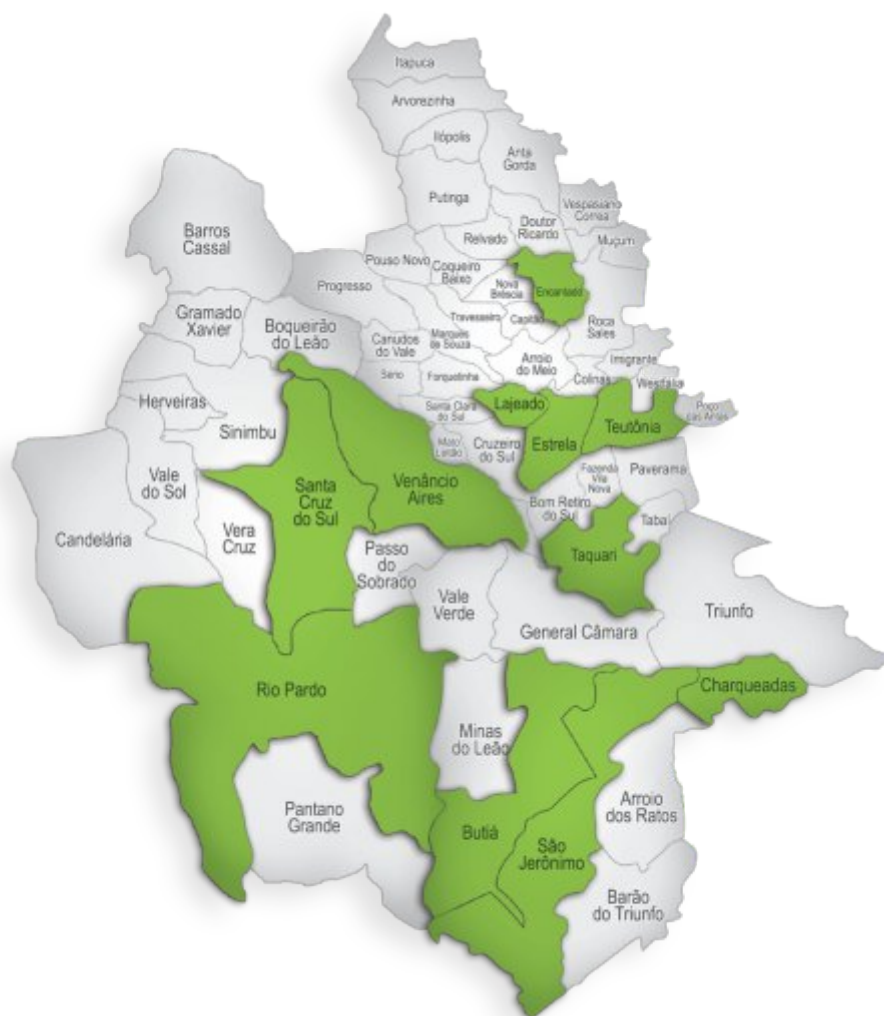 Itapuca
Arvorezinha
Ilópolis
Anta
Gorda
Putinga
Vespasiano
Correa
Doutor
Ricardo
Muçum
Relvado
Barros
Cassal
Pouso Novo
Coqueiro
Baixo
Progresso
Nova
Bréscia
Encantado
Gramado
Xavier
Travesseiro
Capitão
Roca
Sales
Boqueirão
do Leão
Canudos
do Vale
Marques
de Souza
Arroio
do Meio
Imigrante
Colinas
Westfália
Sério
Forquetinha
Herveiras
Sinimbu
Santa Clara
do Sul
Lajeado
Poço
das Antas
Teutônia
Estrela
Mato
Leitão
Cruzeiro
do Sul
Vale
do Sol
Santa
Cruz
do Sul
Venâncio
Aires
Fazenda
Vila
Nova
Paverama
Bom Retiro
do Sul
Tabaí
Candelária
Vera
Cruz
Passo
do
Sobrado
Taquari
Vale
Verde
General Câmara
Triunfo
Rio Pardo
Charqueadas
Minas
do Leão
Pantano
Grande
Butiá
São
Jerônimo
Arroio
dos Ratos
Barão
do Triunfo